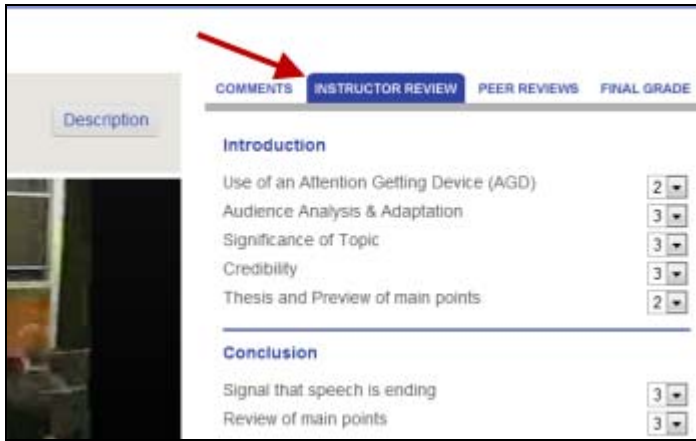 COMMENTS INSTRUCTOR REVIEW PEER REVIEWS FINAL GRADE
Description
Introduction
Use of an Attention Getting Device (AGD) 2
Audience Analysis & Adaptation 3
Significance of Topic 3
Credibility 3
Thesis and Preview of main points 2
Conclusion
Signal that speech is ending 3
Review of main points 3